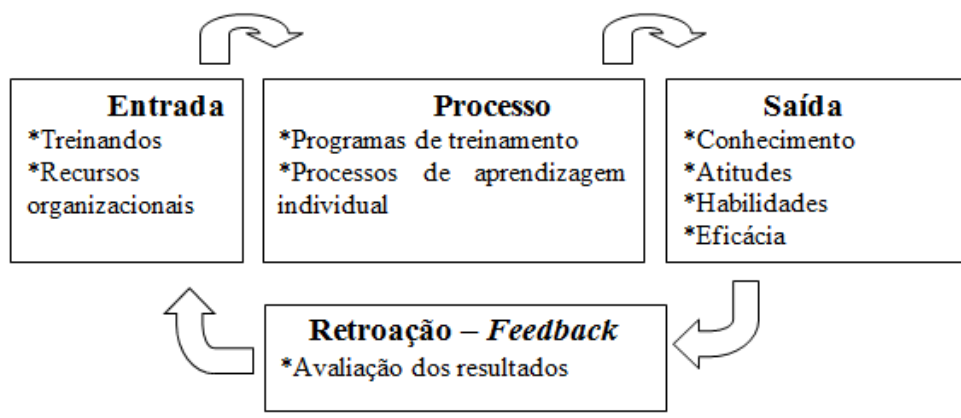 Entrada
*Treinandos
*Recursos
organizacionais
Processo
*Programas de treinamento
*Processos de aprendizagem
individual
Saída
*Conhecimento
*Atitudes
*Habilidades
*Eficácia
Retroação – Feedback
*Avaliação dos resultados